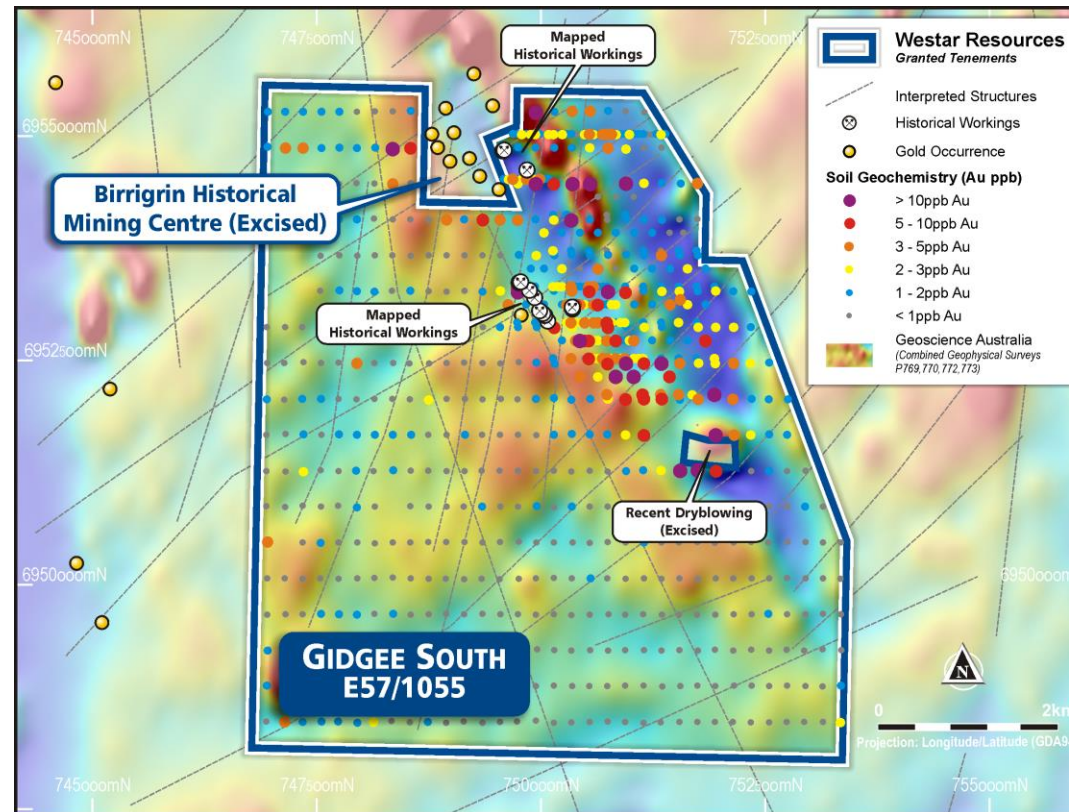 745000mN
747500mN
752500mN
Mapped
Historical Workings
Westar Resources
Granted Tenements
Interpreted Structures
Historical Workings
Gold Occurrence
Soil Geochemistry (Au ppb)
> 10ppb Au
5 - 10ppb Au
3 - 5ppb Au
2 - 3ppb Au
1 - 2ppb Au
< 1ppb Au
Geoscience Australia
(Combined Geophysical Surveys
P769,770,772,773)
6955000mN
Birrigrin Historical
Mining Centre (Excised)
Mapped
Historical Workings
6952500mN
Recent Dryblowing
(Excised)
6950000mN
6950000mN
GIDGEE SOUTH
E57/1055
N
0
2km
Projection: Longitude/Latitude (GDA94
745000mN
747500mN
750000mN
752500mN
755000mN